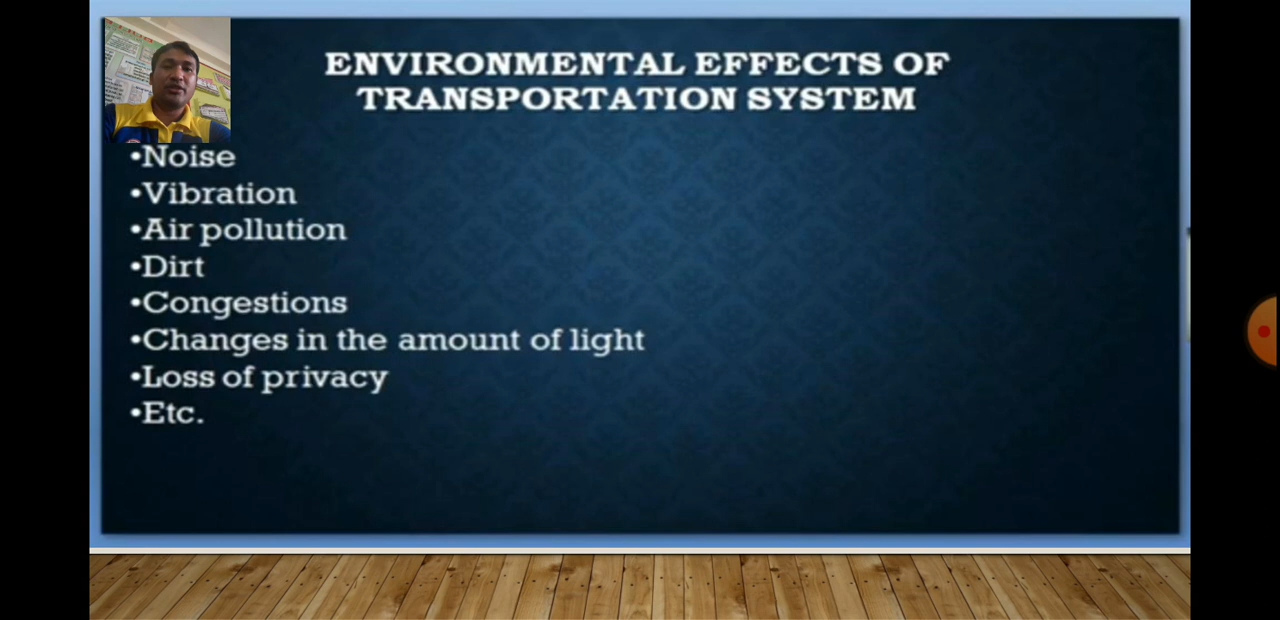 ENVIRONMENTAL EFFECTS OF
TRANSPORTATION SYSTEM
•Noise
•Vibration
•Air pollution
•Dirt
•Congestions
•Changes in the amount of light
•Loss of privacy
•Etc.